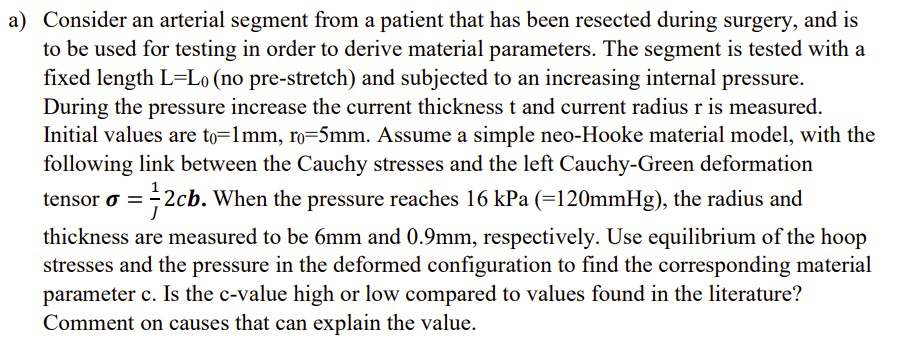 a) Consider an arterial segment from a patient that has been resected during surgery, and is
to be used for testing in order to derive material parameters. The segment is tested with a
fixed length L=L₀ (no pre-stretch) and subjected to an increasing internal pressure.
During the pressure increase the current thickness t and current radius r is measured.
Initial values are t₀=1mm, r₀=5mm. Assume a simple neo-Hooke material model, with the
following link between the Cauchy stresses and the left Cauchy-Green deformation
tensor σ = 1/J 2cb. When the pressure reaches 16 kPa (=120mmHg), the radius and
thickness are measured to be 6mm and 0.9mm, respectively. Use equilibrium of the hoop
stresses and the pressure in the deformed configuration to find the corresponding material
parameter c. Is the c-value high or low compared to values found in the literature?
Comment on causes that can explain the value.